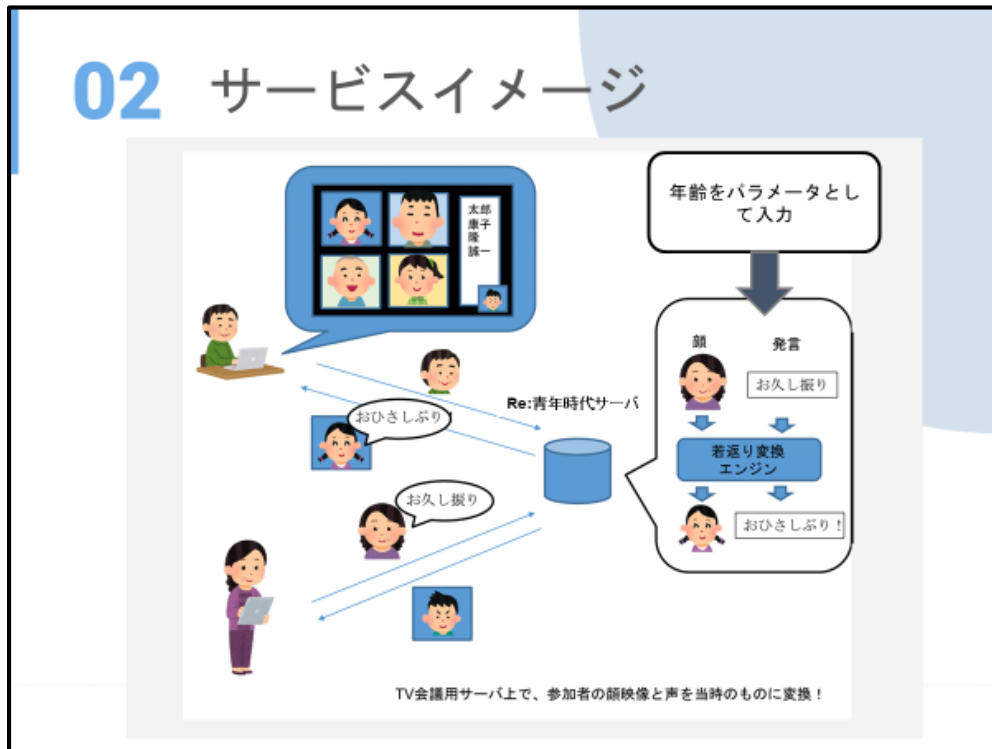 02 サービスイメージ
年齢をパラメータとし
て入力
太郎
康子
隆
誠一
顔
発言
お久し振り
Re:青年時代サーバ
おひさしぶり
若返り変換
エンジン
お久し振り
おひさしぶり！
TV会議用サーバ上で、参加者の顔映像と声を当時のものに変換！